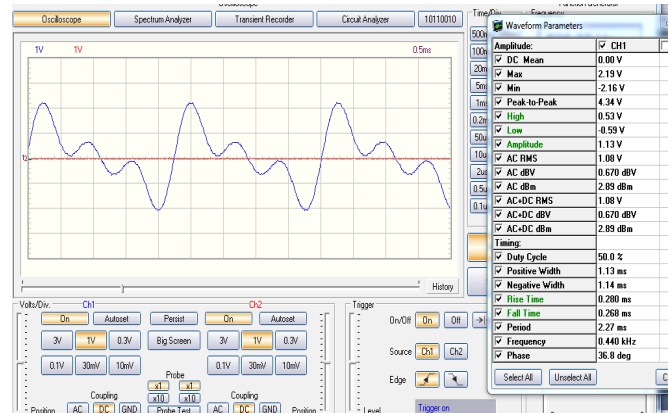 Oscilloscope Spectrum Analyzer Transient Recorder Circuit Analyzer 10110010
Time/Div.
1V 1V 0.5ms
20m
5ms
1ms
0.2m
50u
10u
2us
0.5u
0.1u
History
Waveform Parameters
Amplitude: CH1
DC Mean 0.00 V
Max 2.19 V
Min -2.16 V
Peak-to-Peak 4.34 V
High 0.53 V
Low -0.59 V
Amplitude 1.13 V
AC RMS 1.08 V
AC dBV 0.670 dBV
AC dBm 2.89 dBm
AC+DC RMS 1.08 V
AC+DC dBV 0.670 dBV
AC+DC dBm 2.89 dBm
Timing:
Duty Cycle 50.0 %
Positive Width 1.13 ms
Negative Width 1.14 ms
Rise Time 0.280 ms
Fall Time 0.268 ms
Period 2.27 ms
Frequency 0.440 kHz
Phase 36.8 deg
Select All Unselect All
Volts/Div. Ch1 Ch2
On Autoset Persist On Autoset
3V 1V 0.3V Big Screen 3V 1V 0.3V
0.1V 30mV 10mV Probe 0.1V 30mV 10mV
x1 x1
x10 x10
Coupling Coupling
Position AC DC GND Probe Test AC DC GND Position
Trigger
On/Off On Off
Source Ch1 Ch2
Edge
Level Trigger on